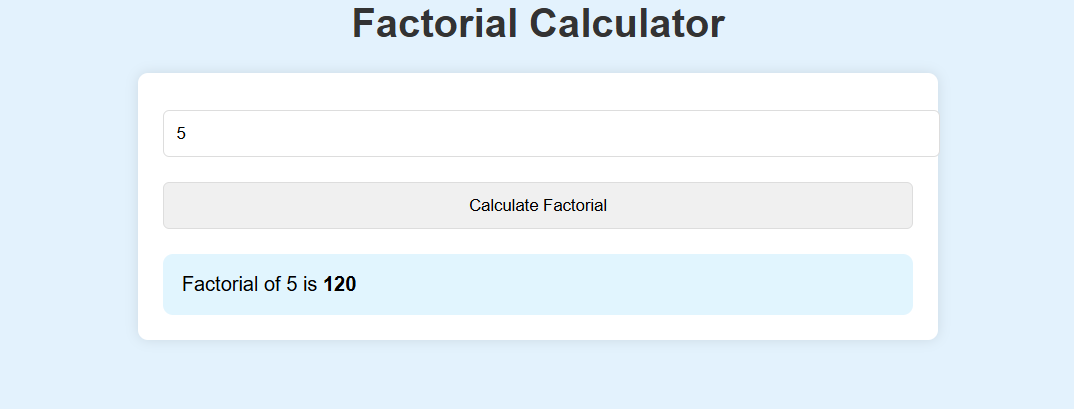 Factorial Calculator
5
Calculate Factorial
Factorial of 5 is 120